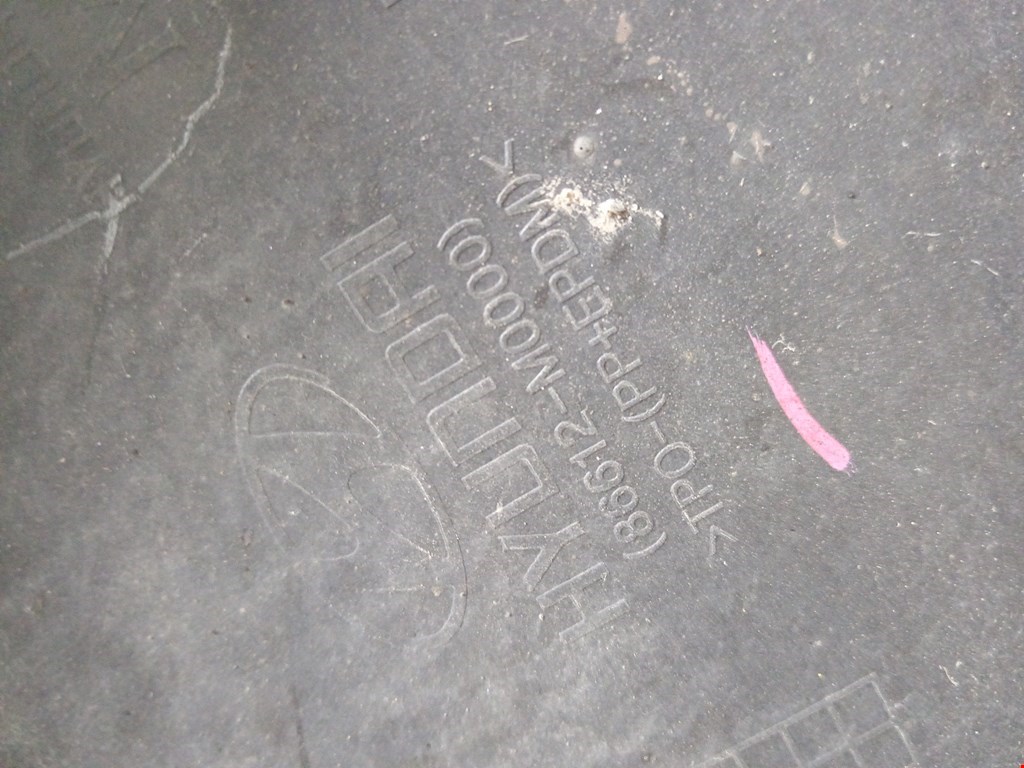 HYUNDAI
(86612-M0000)
>TPO-(PP+EPDM)<